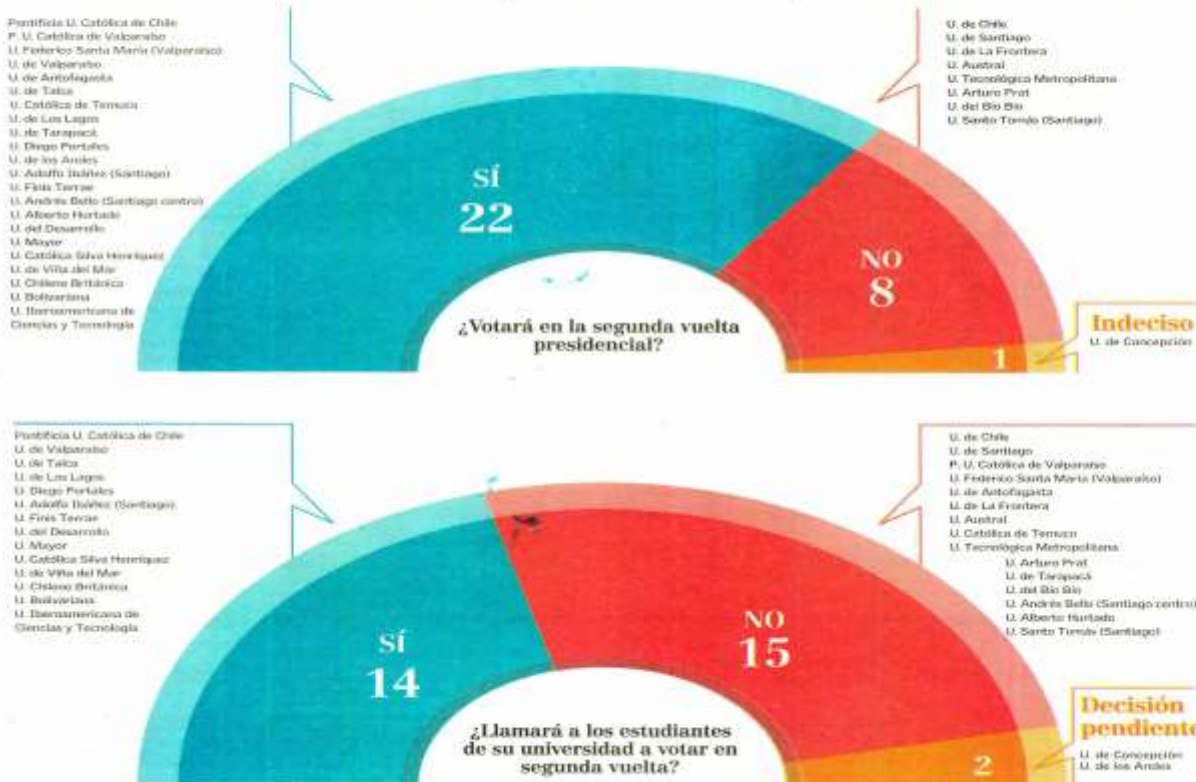 Pontificia U. Católica de Chile
P. U. Católica de Valparaíso
U. Federico Santa María (Valparaíso)
U. de Valparaíso
U. de Antofagasta
U. de Talca
U. Católica de Temuco
U. de Los Lagos
U. de Tarapacá
U. Diego Portales
U. de los Andes
U. Adolfo Ibáñez (Santiago)
U. Finis Terrae
U. Andrés Bello (Santiago centro)
U. Alberto Hurtado
U. del Desarrollo
U. Mayor
U. Católica Silva Henríquez
U. de Viña del Mar
U. Chileno Británica
U. Bolivariana
U. Iberoamericana de
Ciencias y Tecnología
U. de Chile
U. de Santiago
U. de La Frontera
U. Austral
U. Tecnológica Metropolitana
U. Arturo Prat
U. del Bío Bío
U. Santo Tomás (Santiago)
SÍ
22
NO
8
1
Indeciso
U. de Concepción
¿Votará en la segunda vuelta
presidencial?
Pontificia U. Católica de Chile
U. de Valparaíso
U. de Talca
U. de Los Lagos
U. Diego Portales
U. Adolfo Ibáñez (Santiago)
U. Finis Terrae
U. del Desarrollo
U. Mayor
U. Católica Silva Henríquez
U. de Viña del Mar
U. Chileno Británica
U. Bolivariana
U. Iberoamericana de
Ciencias y Tecnología
U. de Chile
U. de Santiago
P. U. Católica de Valparaíso
U. Federico Santa María (Valparaíso)
U. de Antofagasta
U. de La Frontera
U. Austral
U. Católica de Temuco
U. Tecnológica Metropolitana
U. Arturo Prat
U. de Tarapacá
U. del Bío Bío
U. Andrés Bello (Santiago centro)
U. Alberto Hurtado
U. Santo Tomás (Santiago)
SÍ
14
NO
15
2
Decisión
pendiente
U. de Concepción
U. de los Andes
¿Llamará a los estudiantes
de su universidad a votar en
segunda vuelta?